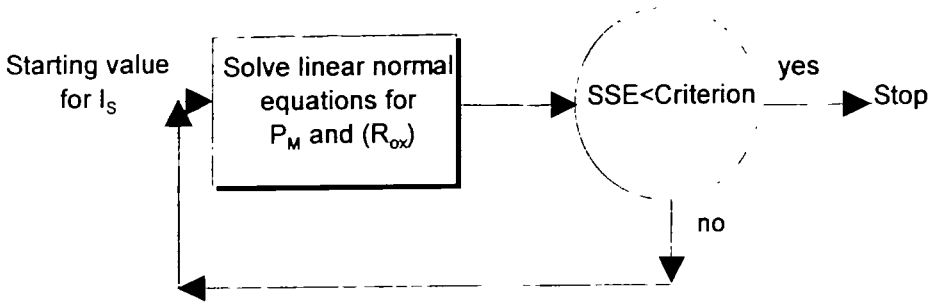 Starting value
for I_S
Solve linear normal
equations for
P_M and (R_ox)
SSE<Criterion
yes
Stop
no